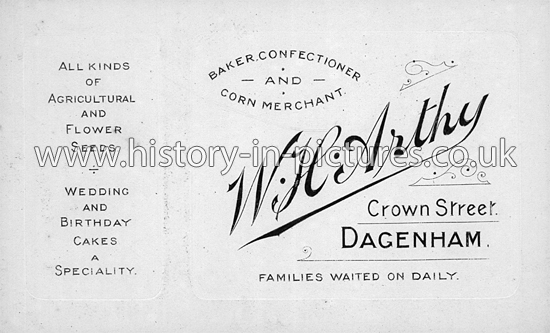 ALL KINDS
OF
AGRICULTURAL
AND
FLOWER
SEEDS
WEDDING
AND
BIRTHDAY
CAKES
A
SPECIALITY.
BAKER, CONFECTIONER
— AND —
CORN MERCHANT.
W. H. Arthy
Crown Street.
DAGENHAM.
FAMILIES WAITED ON DAILY.
www.history-in-pictures.co.uk